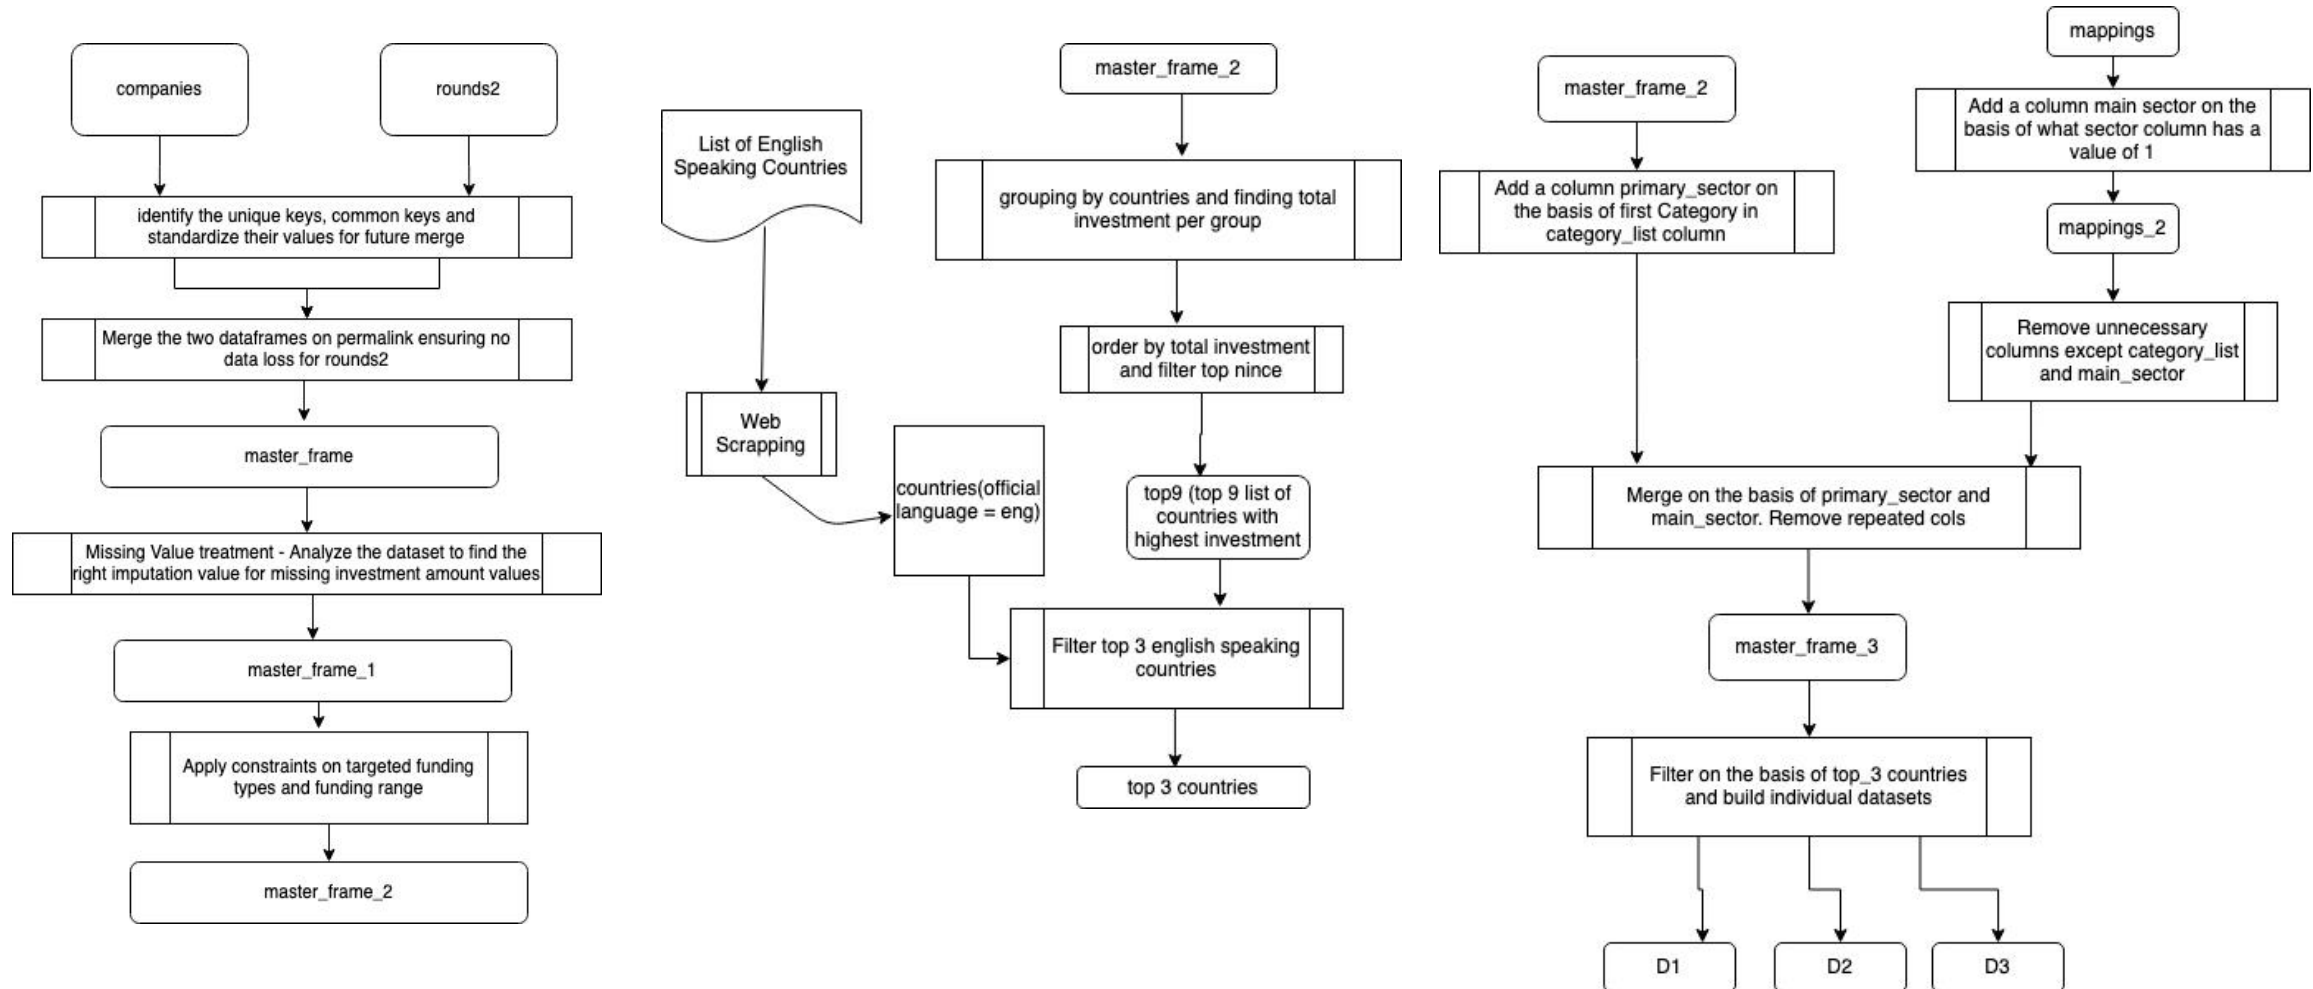 companies
rounds2
identify the unique keys, common keys and
standardize their values for future merge
Merge the two dataframes on permalink ensuring no
data loss for rounds2
master_frame
Missing Value treatment - Analyze the dataset to find the
right imputation value for missing investment amount values
master_frame_1
Apply constraints on targeted funding
types and funding range
master_frame_2
List of English
Speaking Countries
Web
Scrapping
countries(official
language = eng)
master_frame_2
grouping by countries and finding total
investment per group
order by total investment
and filter top nince
top9 (top 9 list of
countries with
highest investment
Filter top 3 english speaking
countries
top 3 countries
master_frame_2
Add a column primary_sector on
the basis of first Category in
category_list column
mappings
Add a column main sector on the
basis of what sector column has a
value of 1
mappings_2
Remove unnecessary
columns except category_list
and main_sector
Merge on the basis of primary_sector and
main_sector. Remove repeated cols
master_frame_3
Filter on the basis of top_3 countries
and build individual datasets
D1
D2
D3